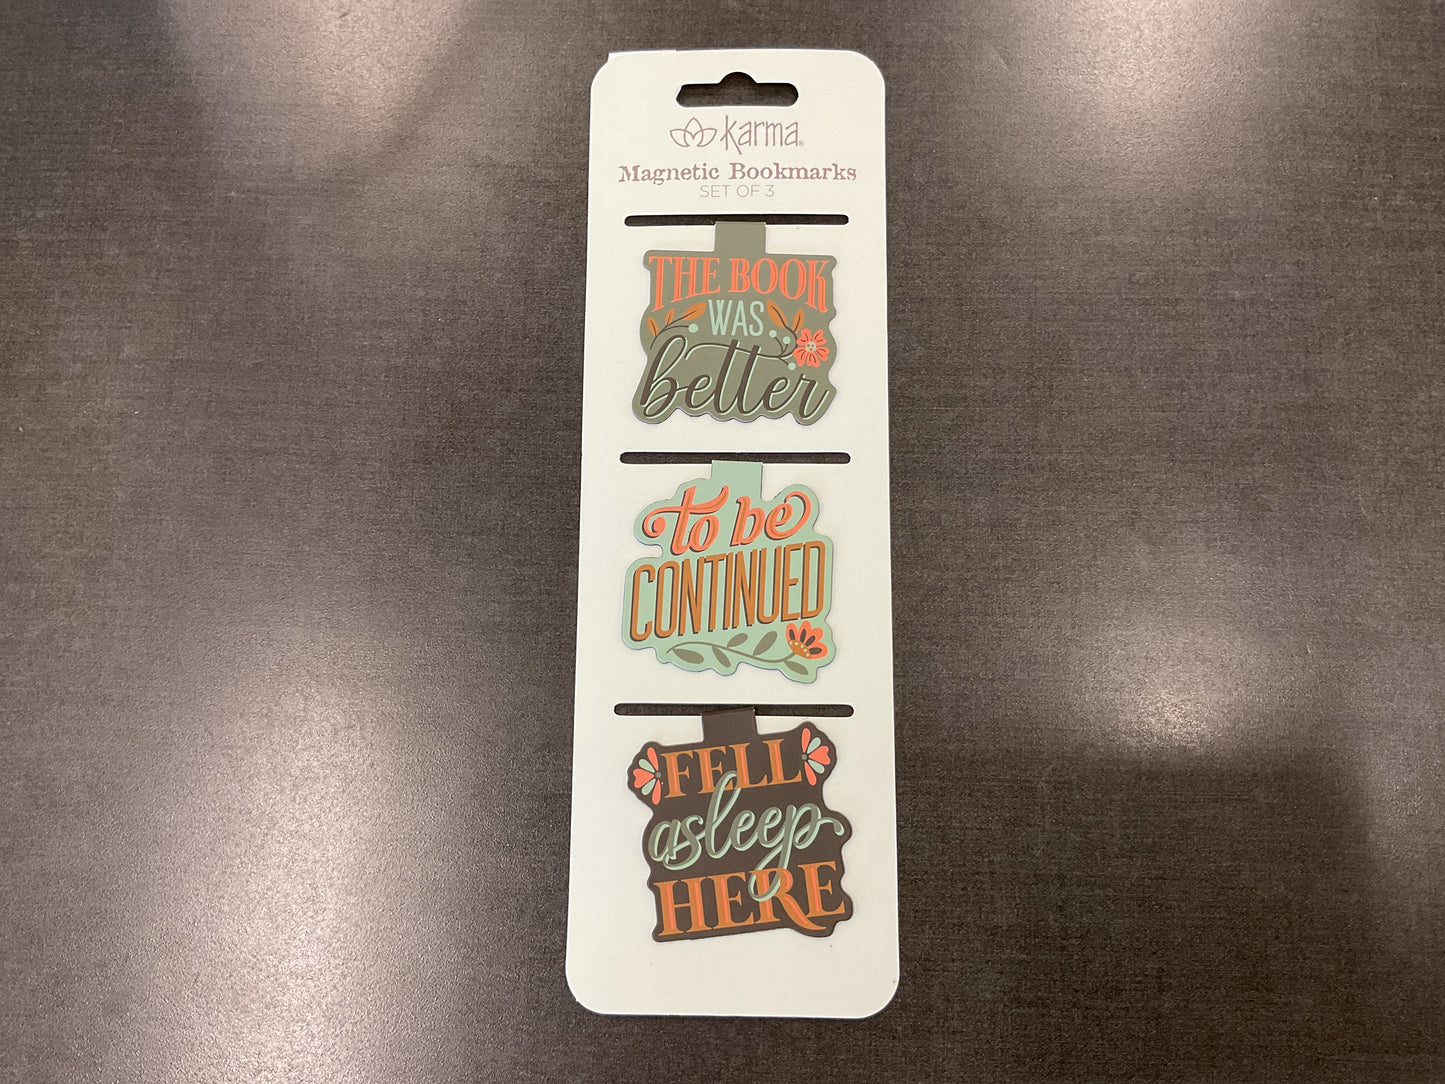 karma®
Magnetic Bookmarks
SET OF 3
THE BOOK
WAS
better
to be
CONTINUED
FELL
asleep
HERE